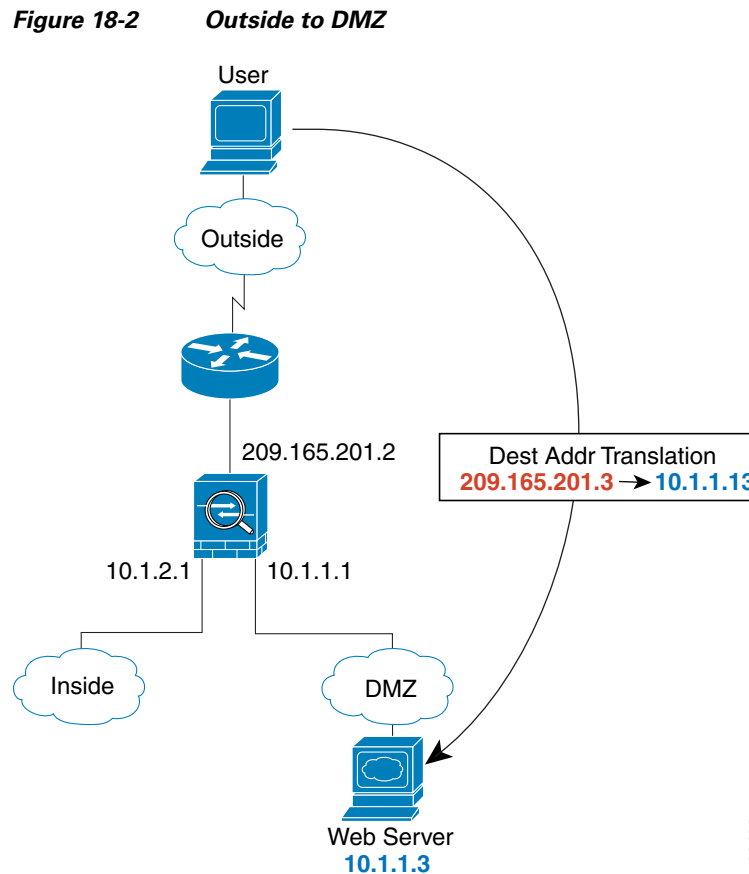 Figure 18-2 Outside to DMZ
User
Outside
209.165.201.2
Dest Addr Translation
209.165.201.3 → 10.1.1.13
10.1.2.1
10.1.1.1
Inside
DMZ
Web Server
10.1.1.3